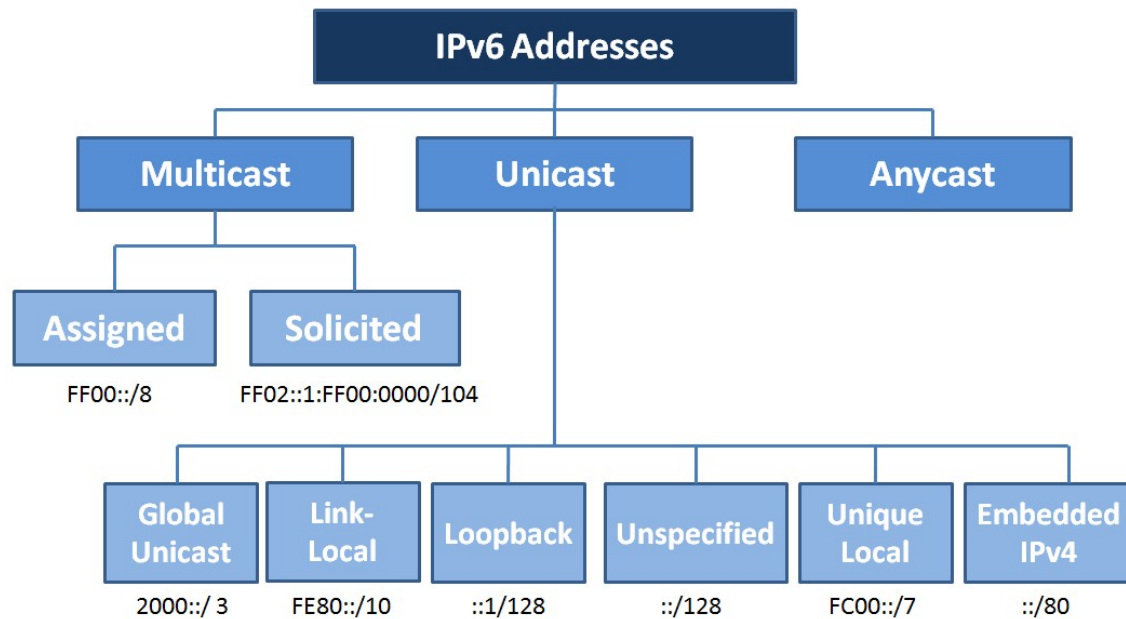 IPv6 Addresses
Multicast
Unicast
Anycast
Assigned
Solicited
FF00::/8
FF02::1:FF00:0000/104
Global
Unicast
Link-
Local
Loopback
Unspecified
Unique
Local
Embedded
IPv4
2000::/ 3
FE80::/10
::1/128
::/128
FC00::/7
::/80